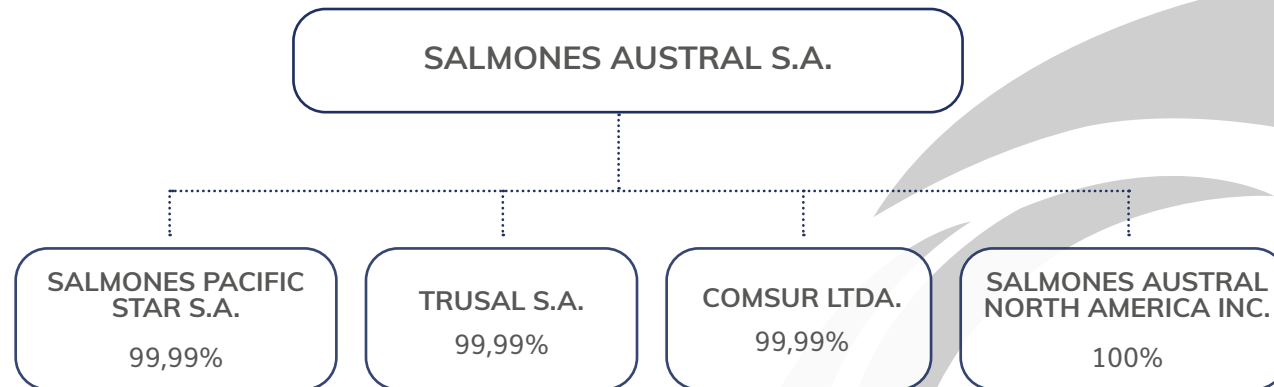 SALMONES AUSTRAL S.A.
SALMONES PACIFIC
STAR S.A.
99,99%
TRUSAL S.A.
99,99%
COMSUR LTDA.
99,99%
SALMONES AUSTRAL
NORTH AMERICA INC.
100%